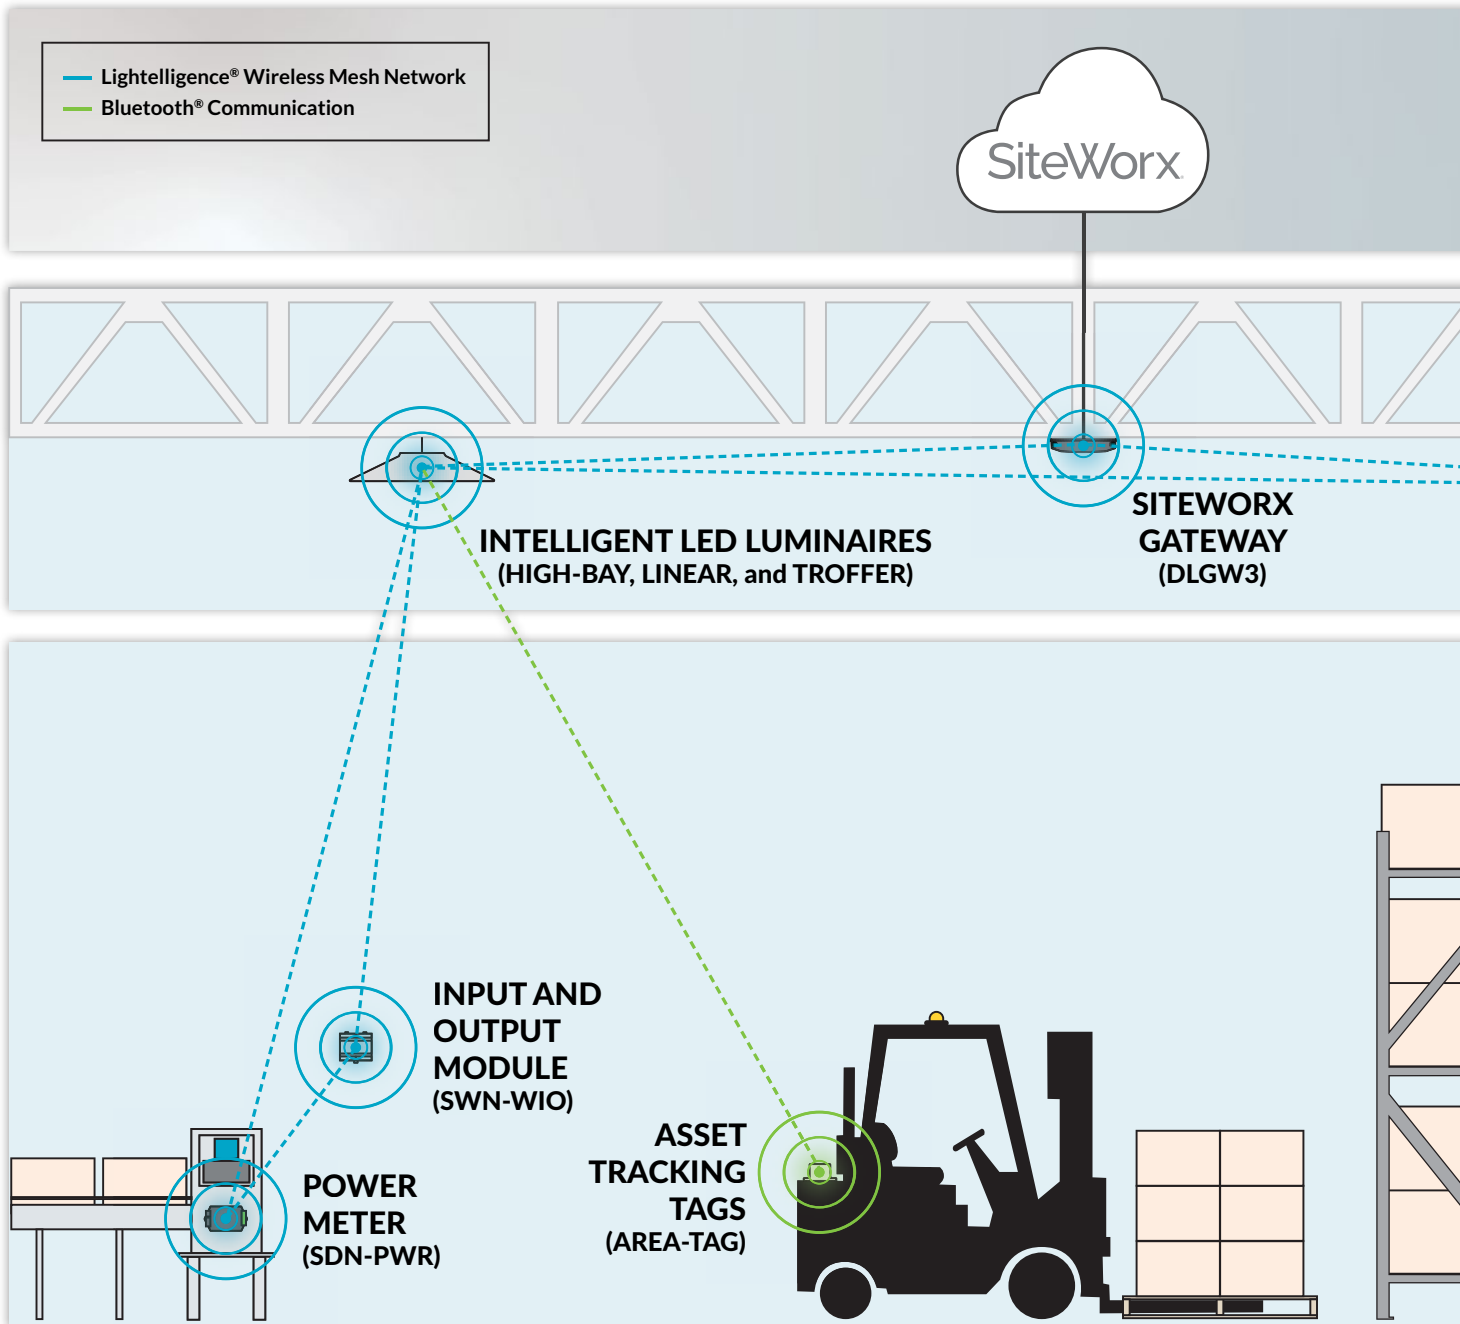 Lightelligence® Wireless Mesh Network
Bluetooth® Communication
SiteWorx
INTELLIGENT LED LUMINAIRES
(HIGH-BAY, LINEAR, and TROFFER)
SITEWORX
GATEWAY
(DLGW3)
INPUT AND
OUTPUT
MODULE
(SWN-WIO)
ASSET
TRACKING
TAGS
(AREA-TAG)
POWER
METER
(SDN-PWR)